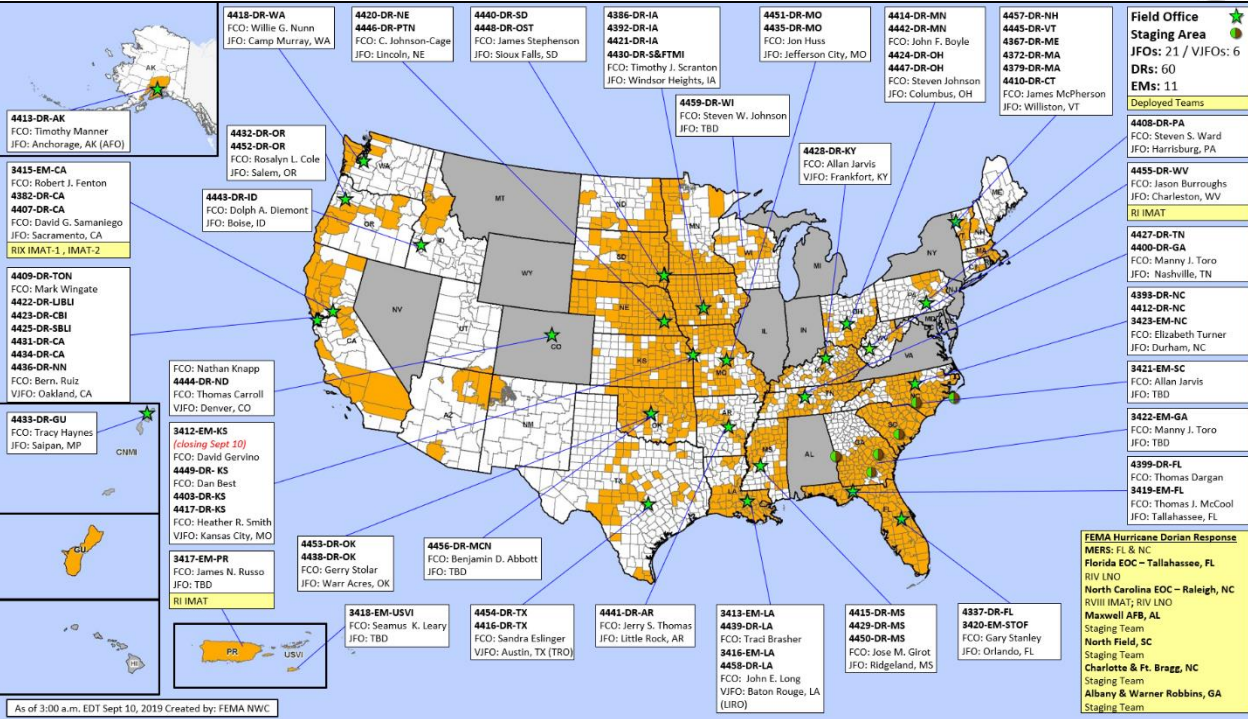 4418-DR-WA
FCO: Willie G. Nunn
JFO: Camp Murray, WA
4420-DR-NE
4446-DR-PTN
FCO: C. Johnson-Cage
JFO: Lincoln, NE
4440-DR-SD
4448-DR-OST
FCO: James Stephenson
JFO: Sioux Falls, SD
4386-DR-IA
4392-DR-IA
4421-DR-IA
4430-DR-S&FTMI
FCO: Timothy J. Scranton
JFO: Windsor Heights, IA
4451-DR-MO
4435-DR-MO
FCO: Jon Huss
JFO: Jefferson City, MO
4414-DR-MN
4442-DR-MN
FCO: John F. Boyle
4424-DR-OH
4447-DR-OH
FCO: Steven Johnson
JFO: Columbus, OH
4457-DR-NH
4445-DR-VT
4367-DR-ME
4372-DR-MA
4379-DR-MA
4410-DR-CT
FCO: James McPherson
JFO: Williston, VT
Field Office
Staging Area
JFOs: 21 / VJFOs: 6
DRs: 60
EMs: 11
Deployed Teams
AK
4413-DR-AK
FCO: Timothy Manner
JFO: Anchorage, AK (AFO)
4459-DR-WI
FCO: Steven W. Johnson
JFO: TBD
4408-DR-PA
FCO: Steven S. Ward
JFO: Harrisburg, PA
4432-DR-OR
4452-DR-OR
FCO: Rosalyn L. Cole
JFO: Salem, OR
4428-DR-KY
FCO: Allan Jarvis
VJFO: Frankfort, KY
3415-EM-CA
FCO: Robert J. Fenton
4382-DR-CA
4407-DR-CA
FCO: David G. Samaniego
JFO: Sacramento, CA
RIX IMAT-1 , IMAT-2
4443-DR-ID
FCO: Dolph A. Diemont
JFO: Boise, ID
4455-DR-WV
FCO: Jason Burroughs
JFO: Charleston, WV
RI IMAT
4427-DR-TN
4400-DR-GA
FCO: Manny J. Toro
JFO: Nashville, TN
4409-DR-TON
FCO: Mark Wingate
4422-DR-LJBLI
4423-DR-CBI
4425-DR-SBLI
4431-DR-CA
4434-DR-CA
4436-DR-NN
FCO: Bern. Ruiz
VJFO: Oakland, CA
4393-DR-NC
4412-DR-NC
3423-EM-NC
FCO: Elizabeth Turner
JFO: Durham, NC
FCO: Nathan Knapp
4444-DR-ND
FCO: Thomas Carroll
VJFO: Denver, CO
3421-EM-SC
FCO: Allan Jarvis
JFO: TBD
4433-DR-GU
FCO: Tracy Haynes
JFO: Saipan, MP
CNMI
3422-EM-GA
FCO: Manny J. Toro
JFO: TBD
3412-EM-KS
(closing Sept 10)
FCO: David Gervino
4449-DR- KS
FCO: Dan Best
4403-DR-KS
4417-DR-KS
FCO: Heather R. Smith
VJFO: Kansas City, MO
4399-DR-FL
FCO: Thomas Dargan
3419-EM-FL
FCO: Thomas J. McCool
JFO: Tallahassee, FL
WA
MT
ND
MN
ME
OR
ID
SD
WI
MI
NY
VT
NH
MA
CT
WY
IA
NE
PA
NJ
NV
UT
CO
IL
IN
OH
CA
KS
MO
KY
WV
VA
MD
AZ
NM
OK
AR
TN
NC
SC
TX
LA
MS
AL
GA
FL
GU
HI
PR
USVI
4453-DR-OK
4438-DR-OK
FCO: Gerry Stolar
JFO: Warr Acres, OK
4456-DR-MCN
FCO: Benjamin D. Abbott
JFO: TBD
3417-EM-PR
FCO: James N. Russo
JFO: TBD
RI IMAT
3418-EM-USVI
FCO: Seamus K. Leary
JFO: TBD
4454-DR-TX
4416-DR-TX
FCO: Sandra Eslinger
VJFO: Austin, TX (TRO)
4441-DR-AR
FCO: Jerry S. Thomas
JFO: Little Rock, AR
3413-EM-LA
4439-DR-LA
FCO: Traci Brasher
3416-EM-LA
4458-DR-LA
FCO: John E. Long
VJFO: Baton Rouge, LA
(LIRO)
4415-DR-MS
4429-DR-MS
4450-DR-MS
FCO: Jose M. Girot
JFO: Ridgeland, MS
4337-DR-FL
3420-EM-STOF
FCO: Gary Stanley
JFO: Orlando, FL
FEMA Hurricane Dorian Response
MERS: FL & NC
Florida EOC – Tallahassee, FL
RIV LNO
North Carolina EOC – Raleigh, NC
RVIII IMAT; RIV LNO
Maxwell AFB, AL
Staging Team
North Field, SC
Staging Team
Charlotte & Ft. Bragg, NC
Staging Team
Albany & Warner Robbins, GA
Staging Team
As of 3:00 a.m. EDT Sept 10, 2019 Created by: FEMA NWC